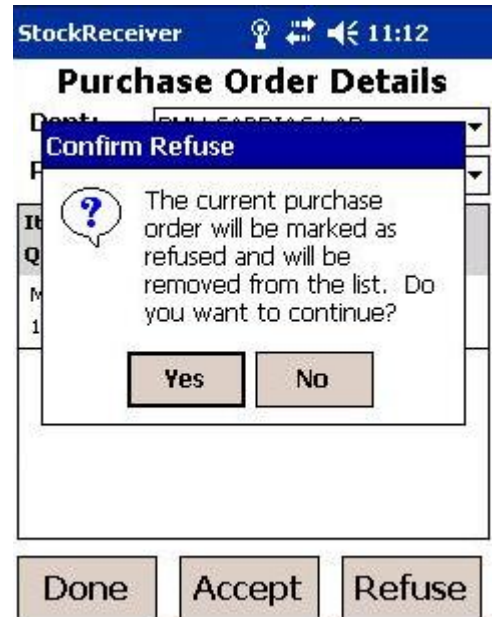 StockReceiver 11:12
Purchase Order Details
Confirm Refuse
The current purchase
order will be marked as
refused and will be
removed from the list. Do
you want to continue?
Yes No
Done Accept Refuse